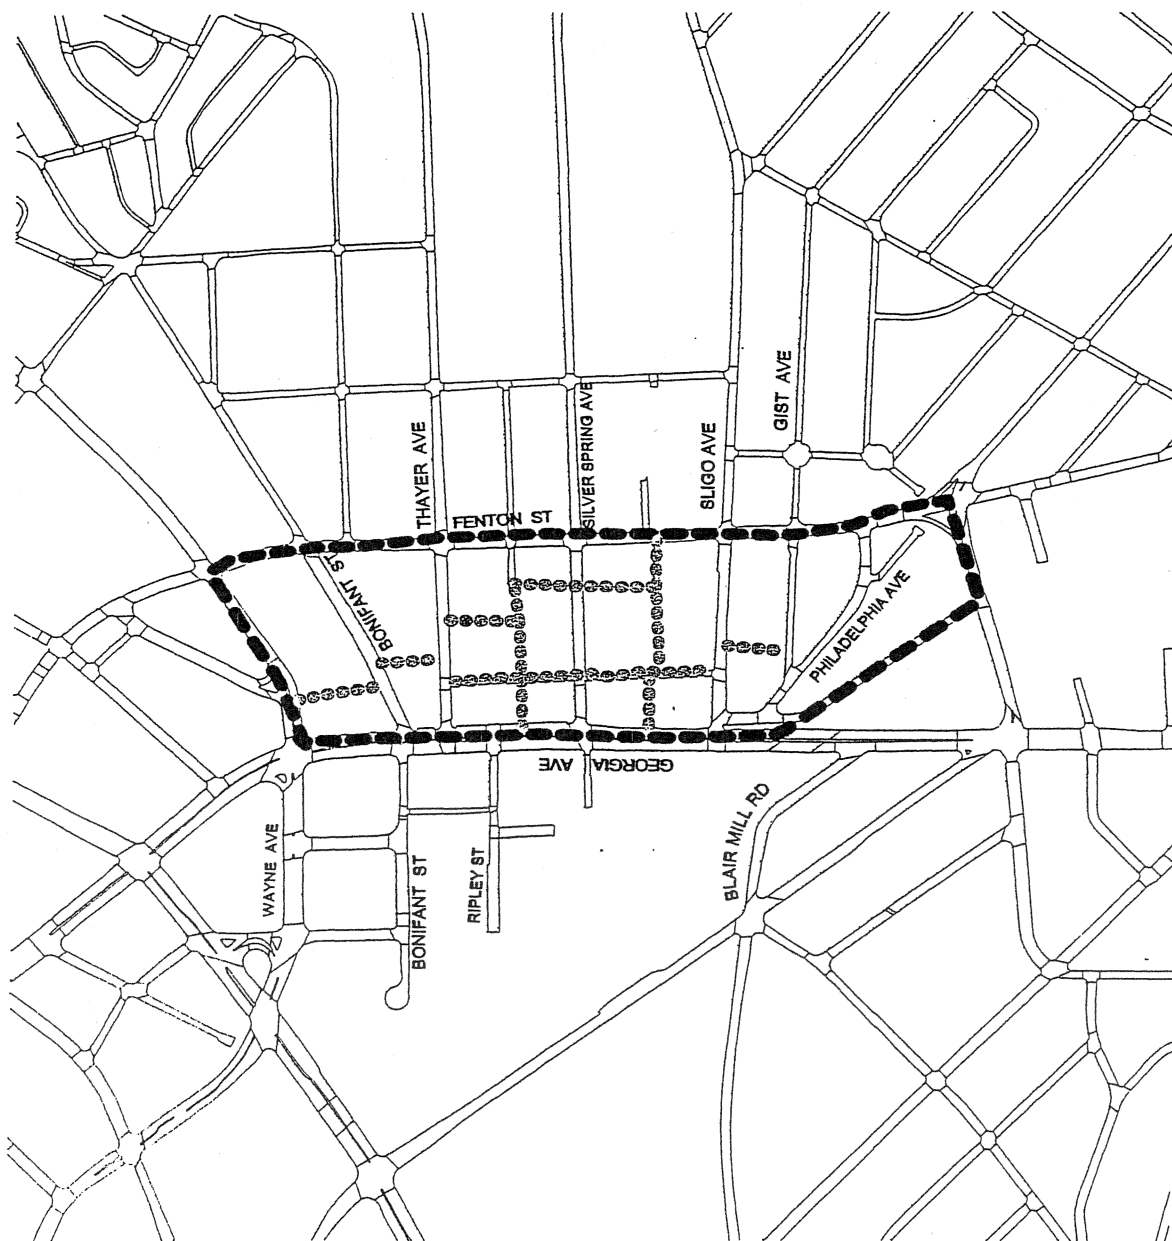 GIST AVE
SILVER SPRING AVE
THAYER AVE
SLIGO AVE
FENTON ST
BONIFANT ST
PHILADELPHIA AVE
GEORGIA AVE
BLAIR MILL RD
WAYNE AVE
RIPLEY ST
BONIFANT ST